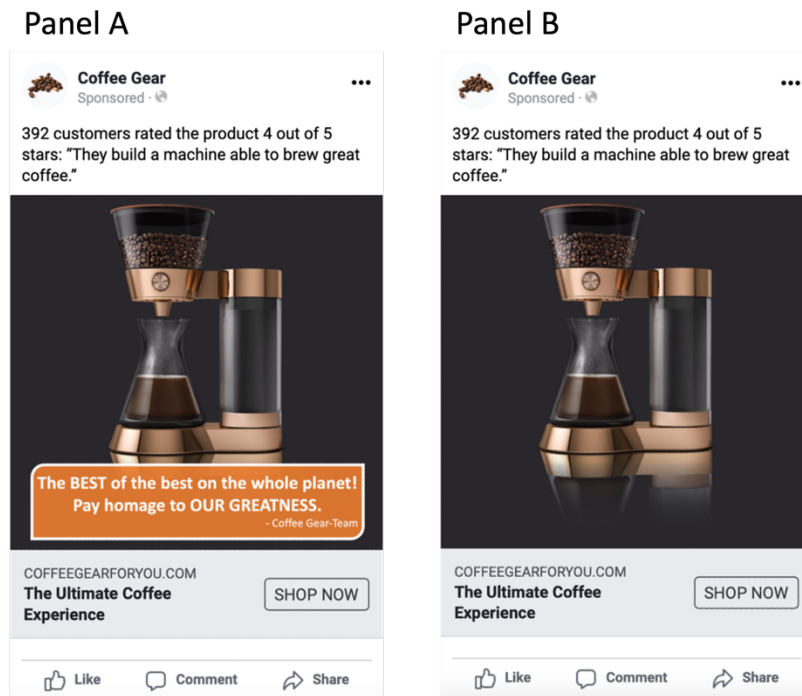 Panel A
Coffee Gear
Sponsored ·
392 customers rated the product 4 out of 5
stars: “They build a machine able to brew great
coffee.”
The BEST of the best on the whole planet!
Pay homage to OUR GREATNESS.
- Coffee Gear-Team
COFFEEGEARFORYOU.COM
The Ultimate Coffee
Experience
SHOP NOW
Like
Comment
Share
Panel B
Coffee Gear
Sponsored ·
392 customers rated the product 4 out of 5
stars: “They build a machine able to brew great
coffee.”
COFFEEGEARFORYOU.COM
The Ultimate Coffee
Experience
SHOP NOW
Like
Comment
Share